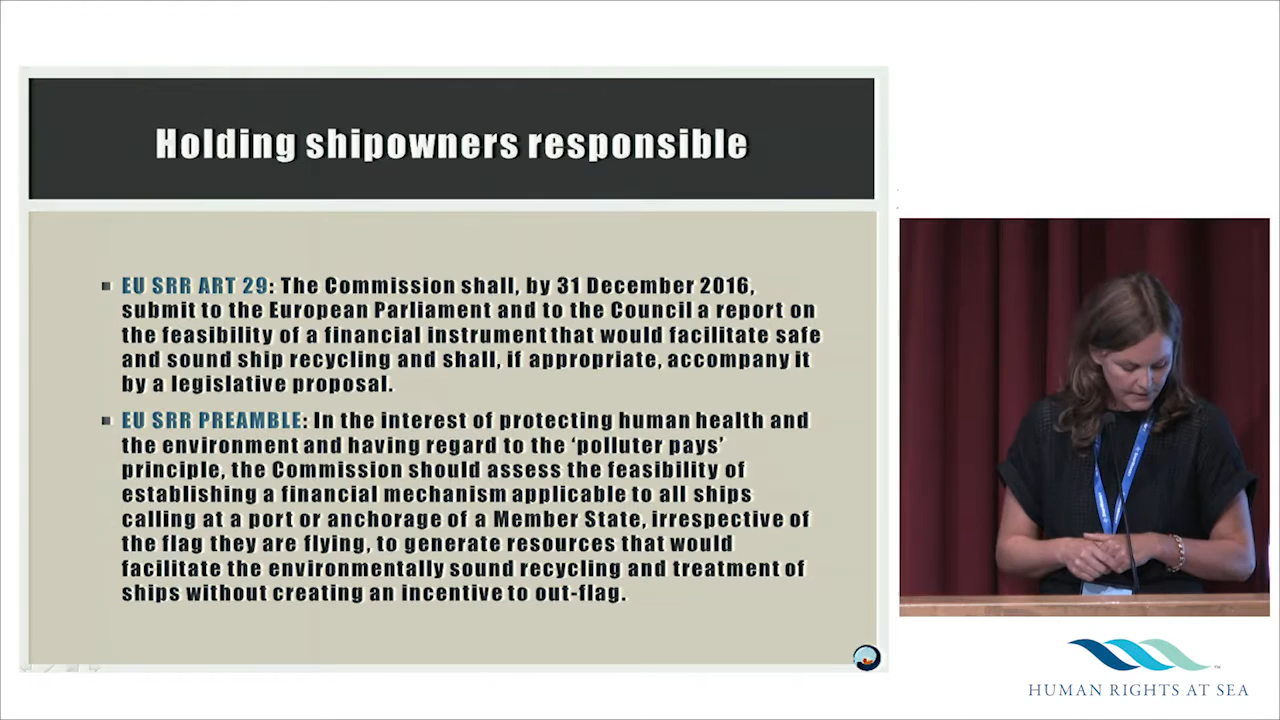 Holding shipowners responsible
▪ EU SRR ART 29: The Commission shall, by 31 December 2016,
submit to the European Parliament and to the Council a report on
the feasibility of a financial instrument that would facilitate safe
and sound ship recycling and shall, if appropriate, accompany it
by a legislative proposal.
▪ EU SRR PREAMBLE: In the interest of protecting human health and
the environment and having regard to the ‘polluter pays’
principle, the Commission should assess the feasibility of
establishing a financial mechanism applicable to all ships
calling at a port or anchorage of a Member State, irrespective of
the flag they are flying, to generate resources that would
facilitate the environmentally sound recycling and treatment of
ships without creating an incentive to out-flag.
HUMAN RIGHTS AT SEA